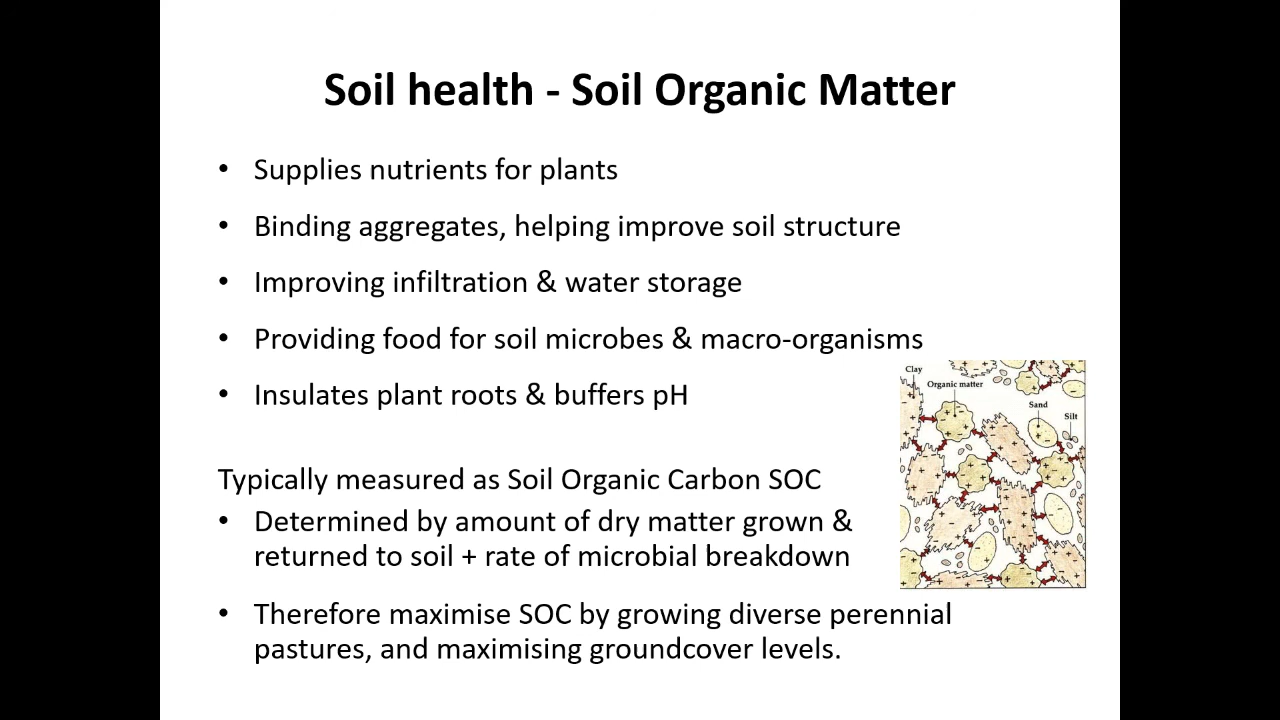 Soil health - Soil Organic Matter
• Supplies nutrients for plants
• Binding aggregates, helping improve soil structure
• Improving infiltration & water storage
• Providing food for soil microbes & macro-organisms
• Insulates plant roots & buffers pH
Clay
Organic matter
Sand
Silt
Typically measured as Soil Organic Carbon SOC
• Determined by amount of dry matter grown &
returned to soil + rate of microbial breakdown
• Therefore maximise SOC by growing diverse perennial
pastures, and maximising groundcover levels.